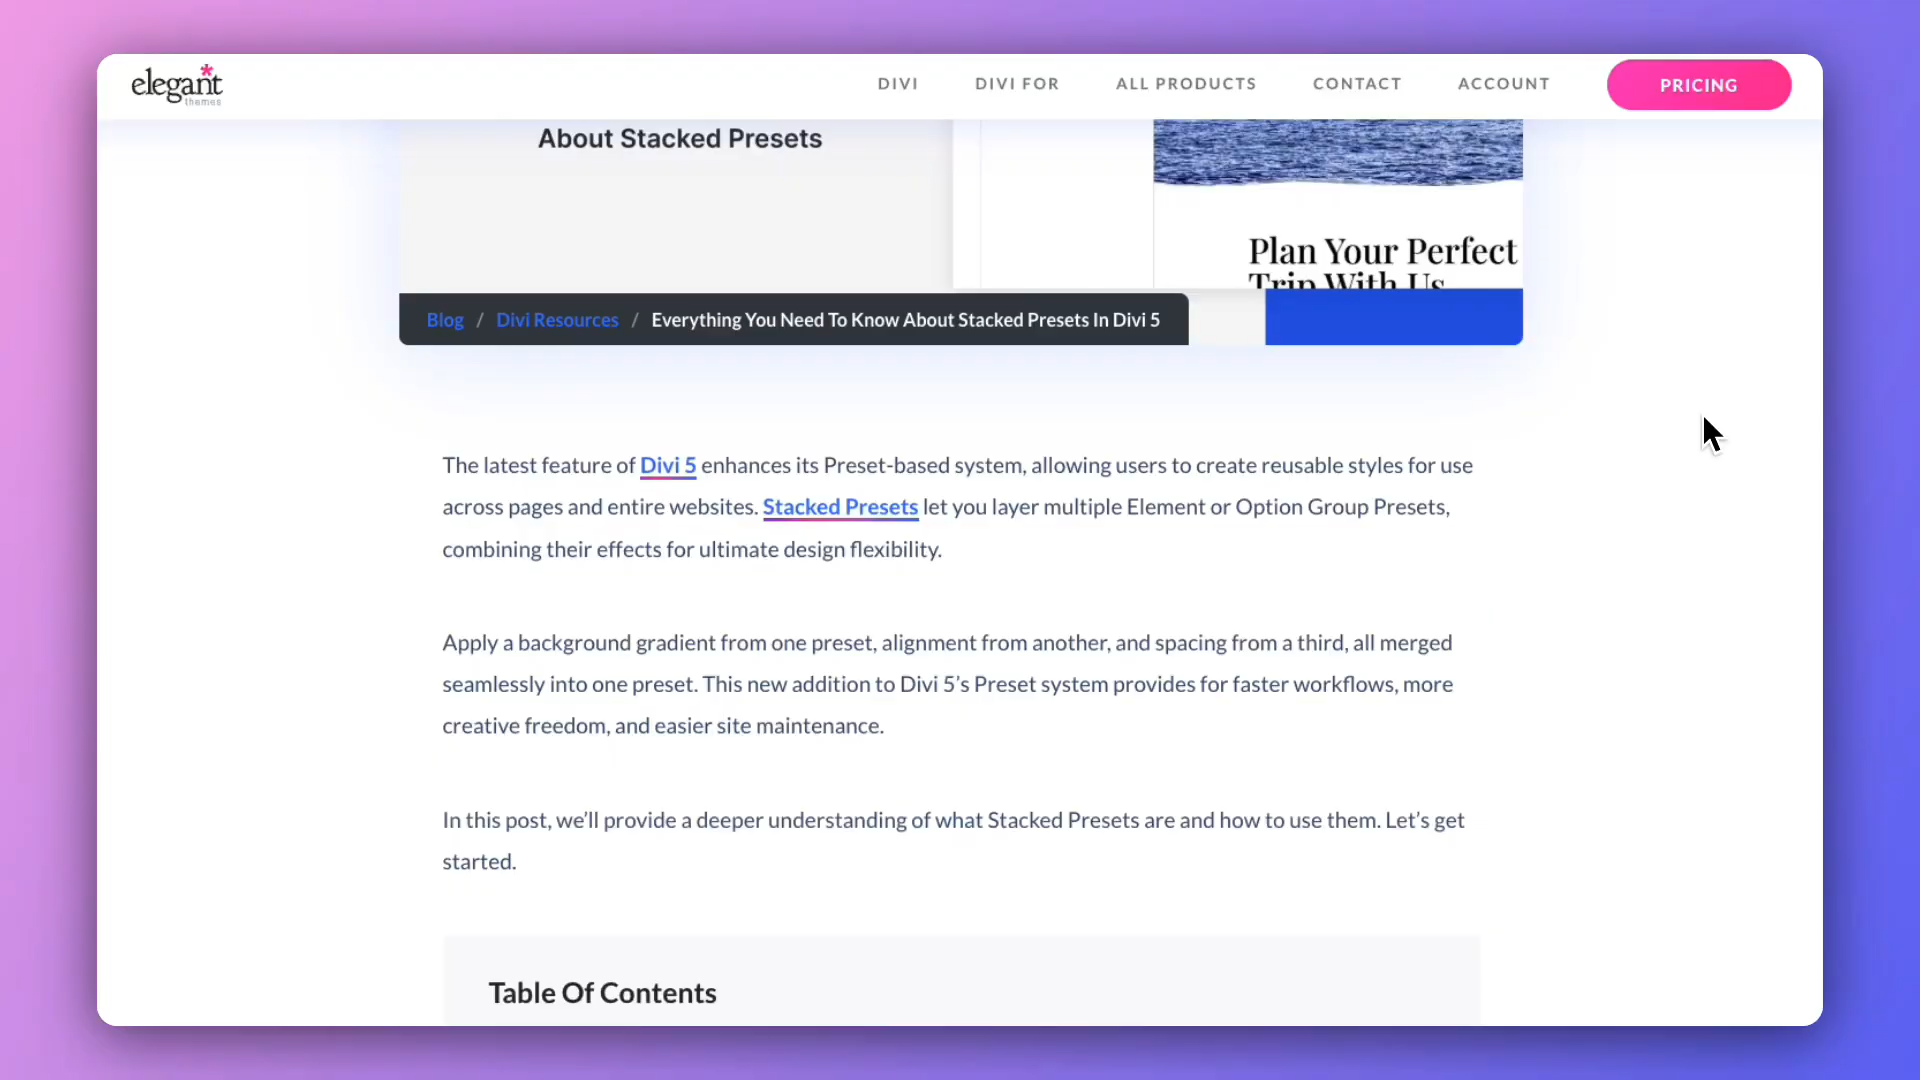 elegant
themes
DIVI
DIVI FOR
ALL PRODUCTS
CONTACT
ACCOUNT
PRICING
About Stacked Presets
Plan Your Perfect
Trip With Us
Blog / Divi Resources / Everything You Need To Know About Stacked Presets In Divi 5
The latest feature of Divi 5 enhances its Preset-based system, allowing users to create reusable styles for use
across pages and entire websites. Stacked Presets let you layer multiple Element or Option Group Presets,
combining their effects for ultimate design flexibility.
Apply a background gradient from one preset, alignment from another, and spacing from a third, all merged
seamlessly into one preset. This new addition to Divi 5’s Preset system provides for faster workflows, more
creative freedom, and easier site maintenance.
In this post, we’ll provide a deeper understanding of what Stacked Presets are and how to use them. Let’s get
started.
Table Of Contents